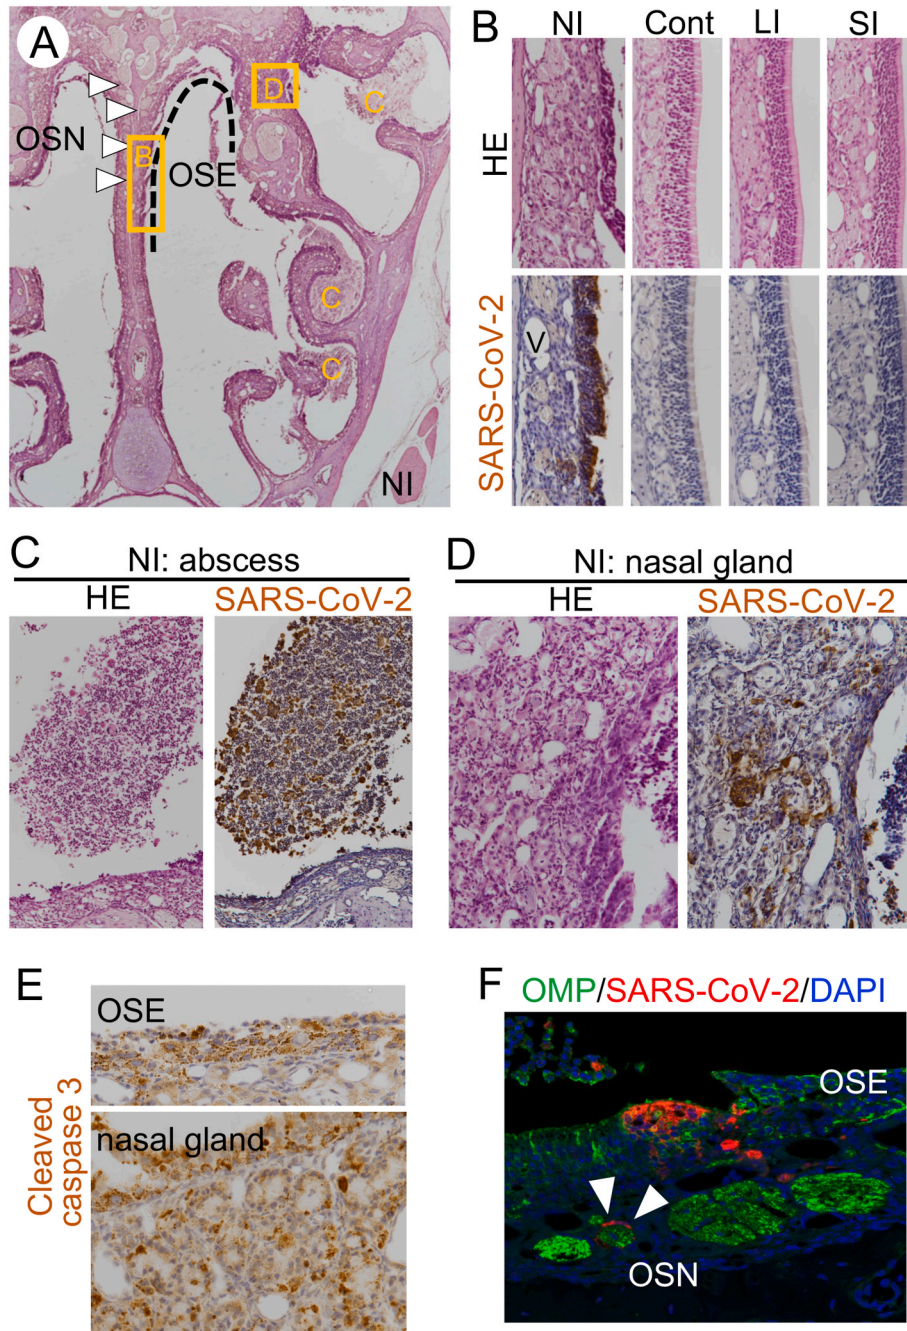 A
OSN
B
OSE
D
C
C
C
NI
B
NI Cont LI SI
HE
SARS-CoV-2
V
C
NI: abscess
HE SARS-CoV-2
D
NI: nasal gland
HE SARS-CoV-2
E
OSE
Cleaved
caspase 3
nasal gland
F
OMP/SARS-CoV-2/DAPI
OSE
OSN